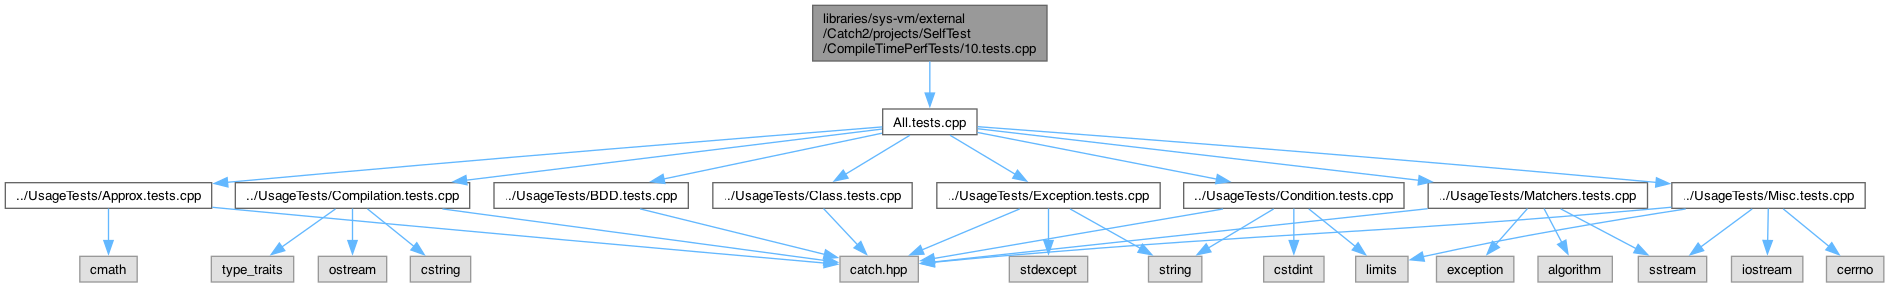 libraries/sys-vm/external
/Catch2/projects/SelfTest
/CompileTimePerfTests/10.tests.cpp
All.tests.cpp
../UsageTests/Approx.tests.cpp
../UsageTests/Compilation.tests.cpp
../UsageTests/BDD.tests.cpp
../UsageTests/Class.tests.cpp
../UsageTests/Exception.tests.cpp
../UsageTests/Condition.tests.cpp
../UsageTests/Matchers.tests.cpp
../UsageTests/Misc.tests.cpp
cmath
type_traits
ostream
cstring
catch.hpp
stdexcept
string
cstdint
limits
exception
algorithm
sstream
iostream
cerrno